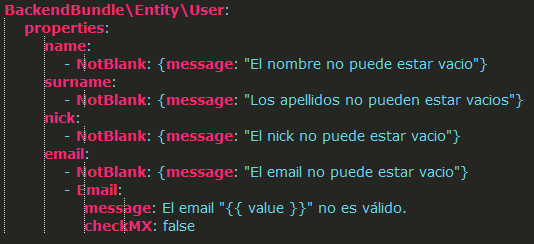 BackendBundle\Entity\User:
properties:
name:
- NotBlank: {message: "El nombre no puede estar vacio"}
surname:
- NotBlank: {message: "Los apellidos no pueden estar vacios"}
nick:
- NotBlank: {message: "El nick no puede estar vacio"}
email:
- NotBlank: {message: "El email no puede estar vacio"}
- Email:
message: El email "{{ value }}" no es válido.
checkMX: false